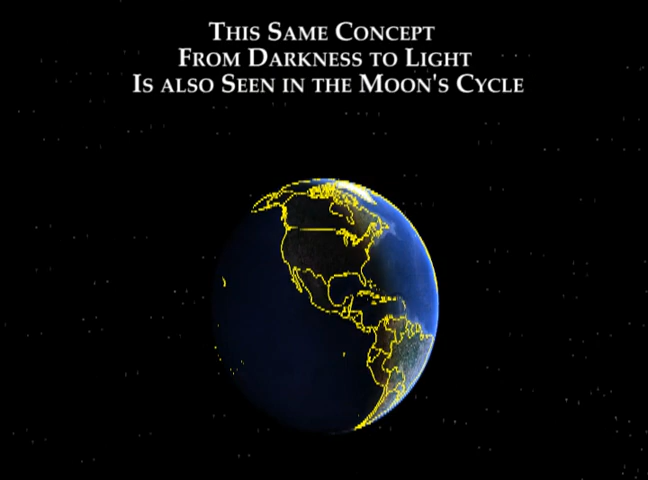 This Same Concept
From Darkness to Light
Is also Seen in the Moon's Cycle